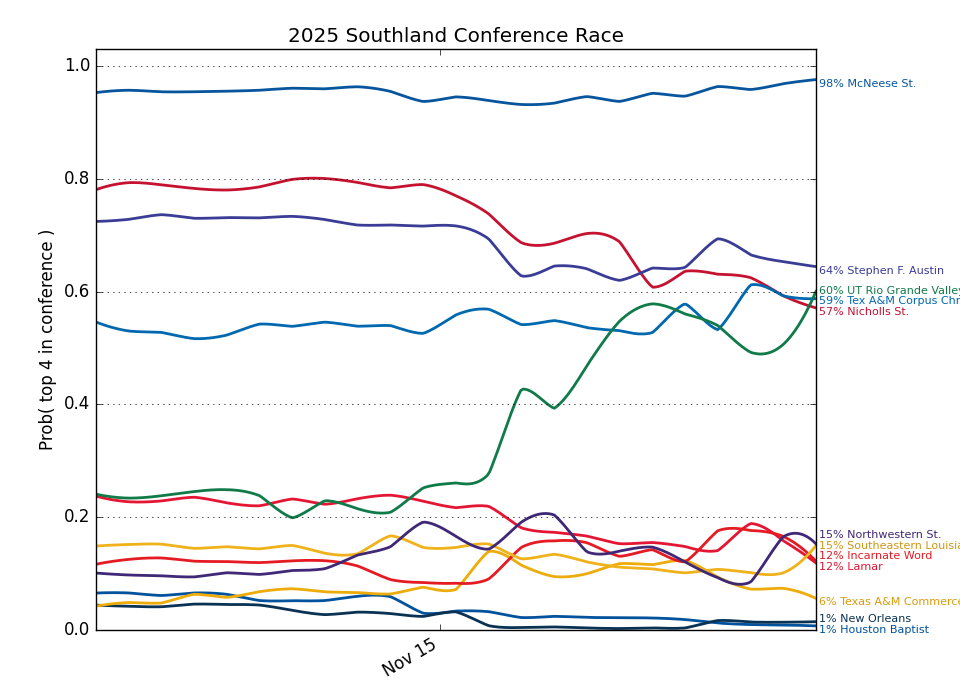 2025 Southland Conference Race
Prob( top 4 in conference )
1.0
0.8
0.6
0.4
0.2
0.0
Nov 15
98% McNeese St.
64% Stephen F. Austin
60% UT Rio Grande Valley
59% Tex A&M Corpus Chr
57% Nicholls St.
15% Northwestern St.
15% Southeastern Louisia
12% Incarnate Word
12% Lamar
6% Texas A&M Commerce
1% New Orleans
1% Houston Baptist